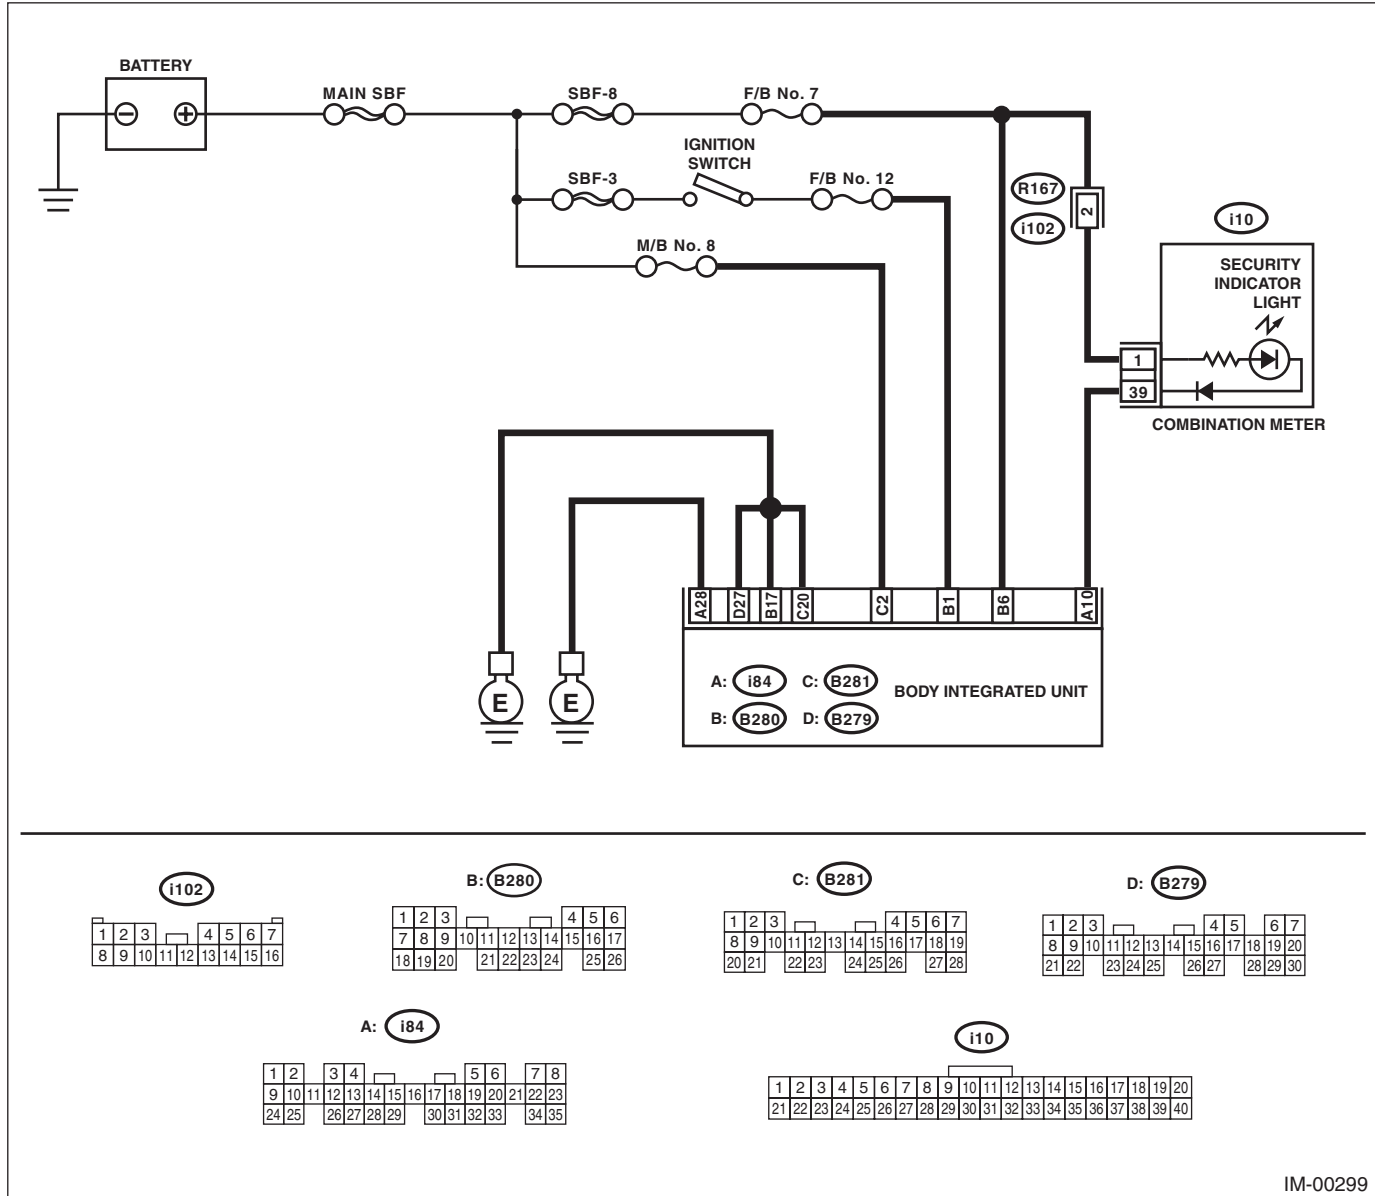 BATTERY
MAIN SBF
SBF-8
F/B No. 7
IGNITION
SWITCH
SBF-3
F/B No. 12
M/B No. 8
R167
i102
2
i10
SECURITY
INDICATOR
LIGHT
1
39
COMBINATION METER
A28 D27 B17 C20 C2 B1 B6 A10
A: i84 C: B281
B: B280 D: B279
BODY INTEGRATED UNIT
E E
i102
1 2 3 4 5 6 7
8 9 10 11 12 13 14 15 16
B: B280
1 2 3 4 5 6
7 8 9 10 11 12 13 14 15 16 17
18 19 20 21 22 23 24 25 26
C: B281
1 2 3 4 5 6 7
8 9 10 11 12 13 14 15 16 17 18 19
20 21 22 23 24 25 26 27 28
D: B279
1 2 3 4 5 6 7
8 9 10 11 12 13 14 15 16 17 18 19 20
21 22 23 24 25 26 27 28 29 30
A: i84
1 2 3 4 5 6 7 8
9 10 11 12 13 14 15 16 17 18 19 20 21 22 23
24 25 26 27 28 29 30 31 32 33 34 35
i10
1 2 3 4 5 6 7 8 9 10 11 12 13 14 15 16 17 18 19 20
21 22 23 24 25 26 27 28 29 30 31 32 33 34 35 36 37 38 39 40
IM-00299